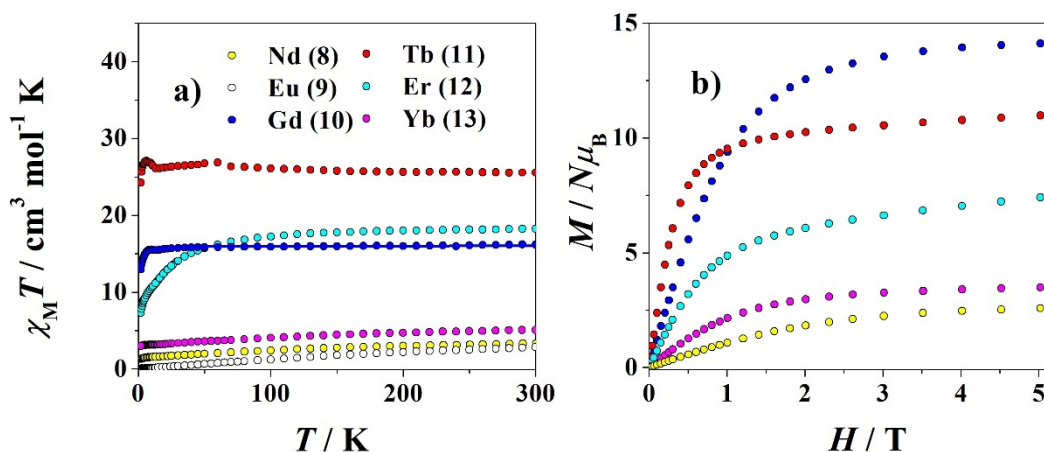 40
30
20
10
0
χMT / cm³ mol⁻¹ K
a)
Nd (8)
Eu (9)
Gd (10)
Tb (11)
Er (12)
Yb (13)
0 100 200 300
T / K
15
10
5
0
M / NμB
b)
0 1 2 3 4 5
H / T